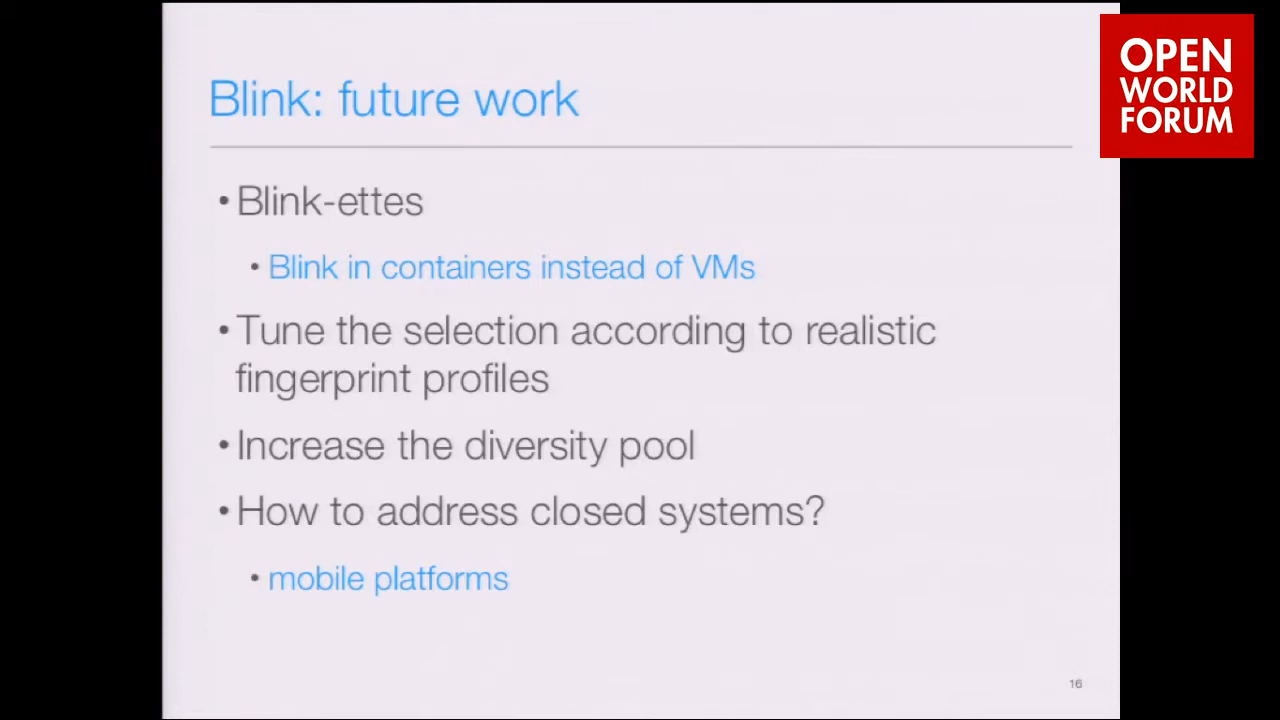 Blink: future work
• Blink-ettes
• Blink in containers instead of VMs
• Tune the selection according to realistic
fingerprint profiles
• Increase the diversity pool
• How to address closed systems?
• mobile platforms
16
OPEN
WORLD
FORUM